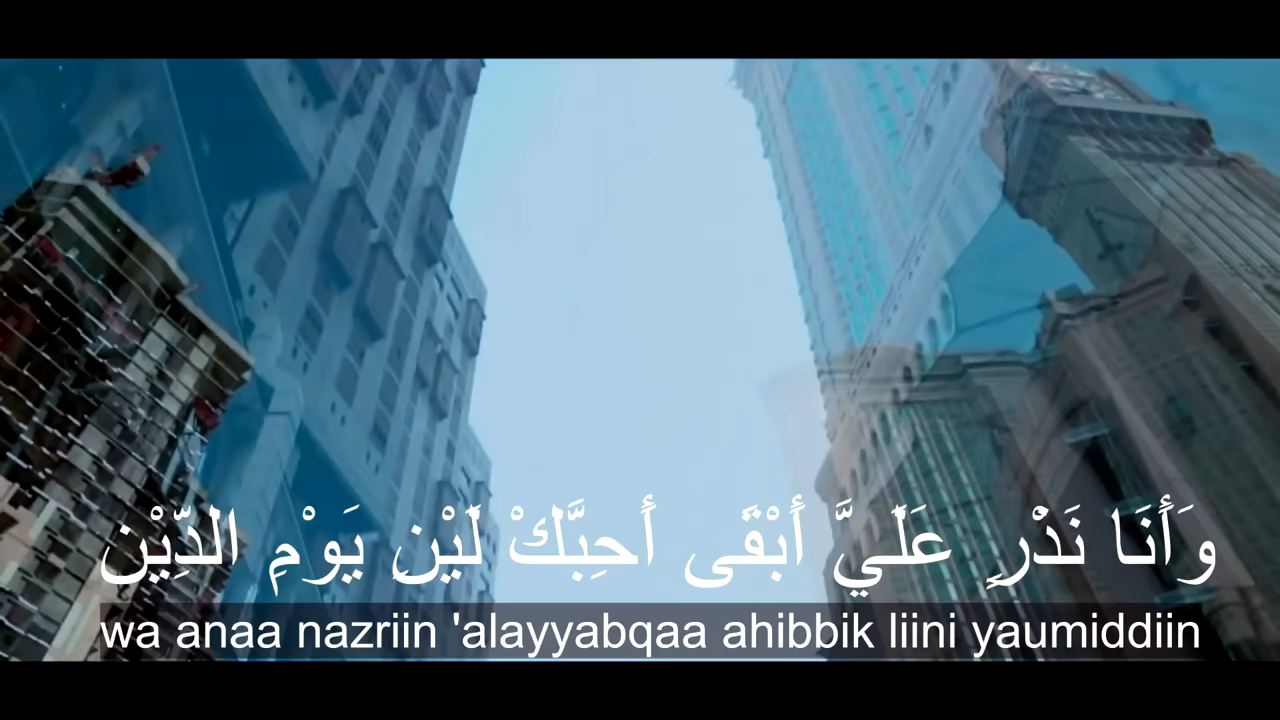 وَأَنَا نَذْرٍ عَلَيَّ أَبْقَى أَحِبَّكْ لَيْنِ يَوْمِ الدِّيْن
wa anaa nazriin 'alayyabqaa ahibbik liini yaumiddiin